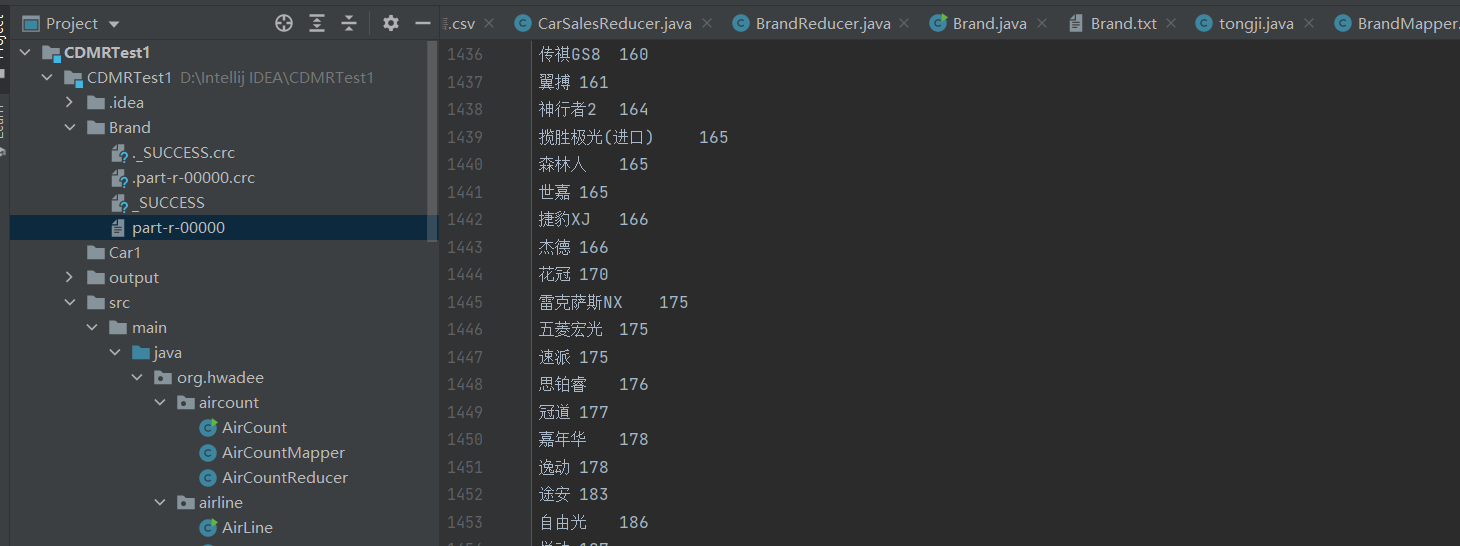 Project
.csv
CarSalesReducer.java
BrandReducer.java
Brand.java
Brand.txt
tongji.java
BrandMapper.
CDMRTest1
CDMRTest1 D:\Intellij IDEA\CDMRTest1
.idea
Brand
._SUCCESS.crc
.part-r-00000.crc
_SUCCESS
part-r-00000
Car1
output
src
main
java
org.hwadee
aircount
AirCount
AirCountMapper
AirCountReducer
airline
AirLine
1436 传祺GS8 160
1437 翼搏 161
1438 神行者2 164
1439 揽胜极光(进口) 165
1440 森林人 165
1441 世嘉 165
1442 捷豹XJ 166
1443 杰德 166
1444 花冠 170
1445 雷克萨斯NX 175
1446 五菱宏光 175
1447 速派 175
1448 思铂睿 176
1449 冠道 177
1450 嘉年华 178
1451 逸动 178
1452 途安 183
1453 自由光 186